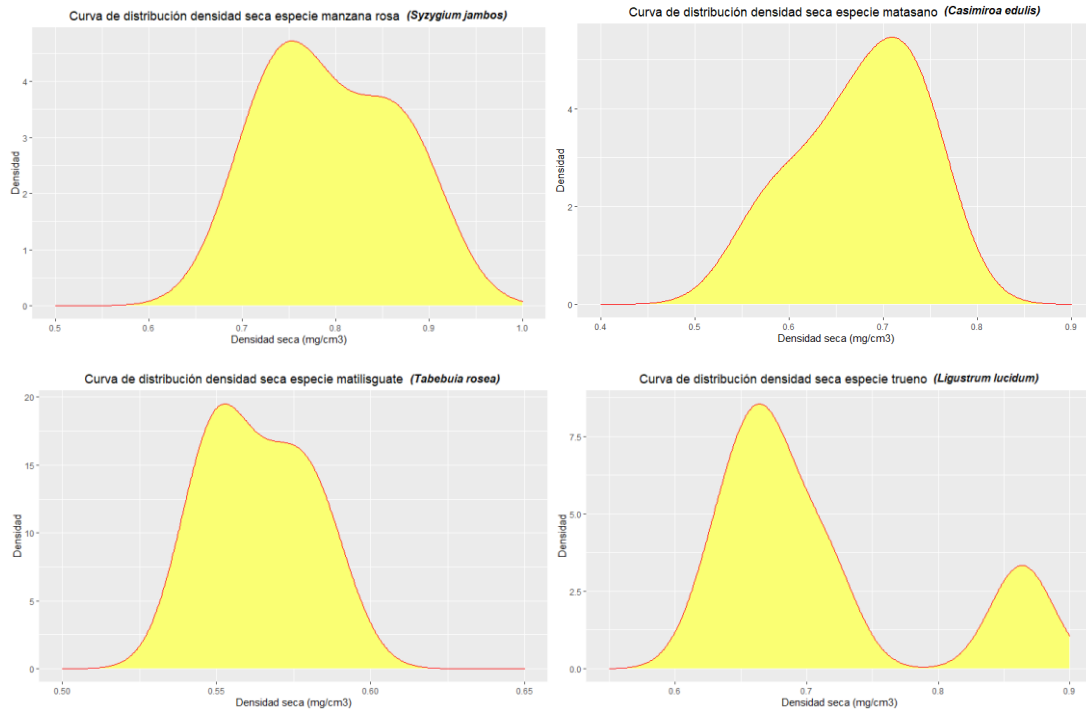 Curva de distribución densidad seca especie manzana rosa (Syzygium jambos)
4
3
2
1
0
Densidad
0.5 0.6 0.7 0.8 0.9 1.0
Densidad seca (mg/cm3)
Curva de distribución densidad seca especie matasano (Casimiroa edulis)
4
2
0
Densidad
0.4 0.5 0.6 0.7 0.8 0.9
Densidad seca (mg/cm3)
Curva de distribución densidad seca especie matilisguate (Tabebuia rosea)
20
15
10
5
0
Densidad
0.50 0.55 0.60 0.65
Densidad seca (mg/cm3)
Curva de distribución densidad seca especie trueno (Ligustrum lucidum)
7.5
5.0
2.5
0.0
Densidad
0.6 0.7 0.8 0.9
Densidad seca (mg/cm3)